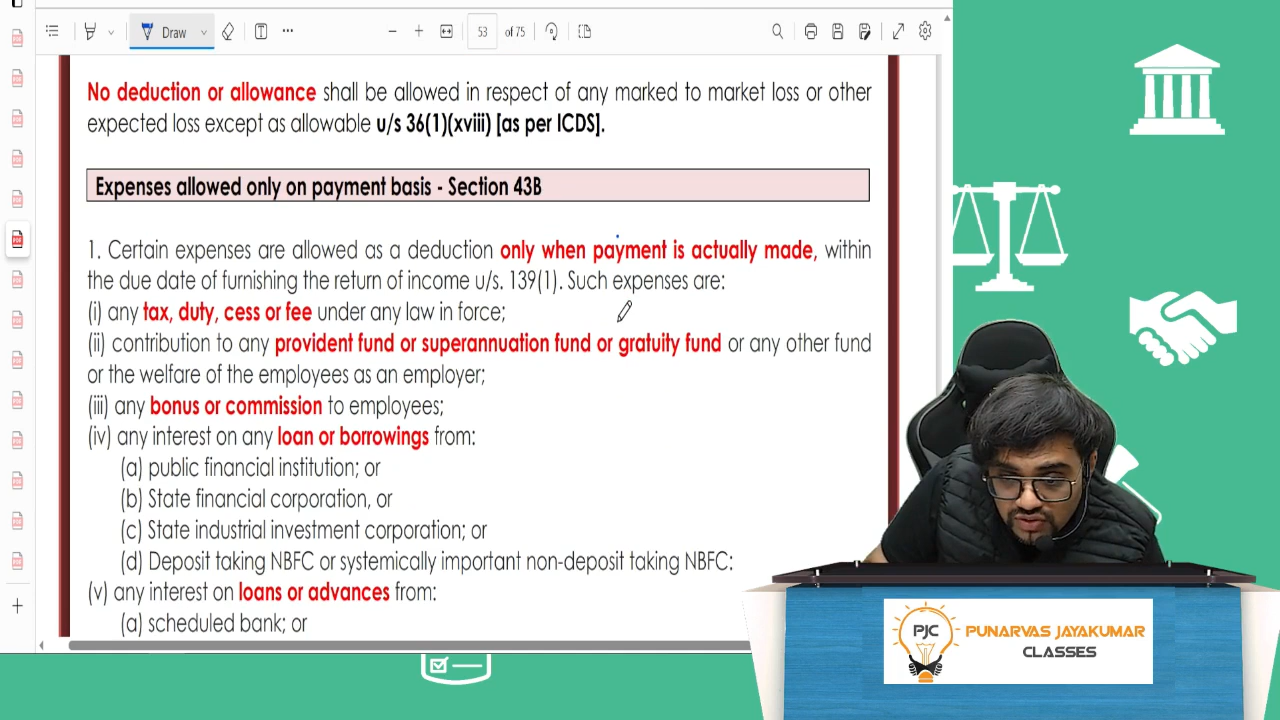 Draw
53 of 75
No deduction or allowance shall be allowed in respect of any marked to market loss or other
expected loss except as allowable u/s 36(1)(xviii) [as per ICDS].
Expenses allowed only on payment basis - Section 43B
1. Certain expenses are allowed as a deduction only when payment is actually made, within
the due date of furnishing the return of income u/s. 139(1). Such expenses are:
(i) any tax, duty, cess or fee under any law in force;
(ii) contribution to any provident fund or superannuation fund or gratuity fund or any other fund
or the welfare of the employees as an employer;
(iii) any bonus or commission to employees;
(iv) any interest on any loan or borrowings from:
(a) public financial institution; or
(b) State financial corporation, or
(c) State industrial investment corporation; or
(d) Deposit taking NBFC or systemically important non-deposit taking NBFC:
(v) any interest on loans or advances from:
(a) scheduled bank; or
PJC PUNARVAS JAYAKUMAR
CLASSES